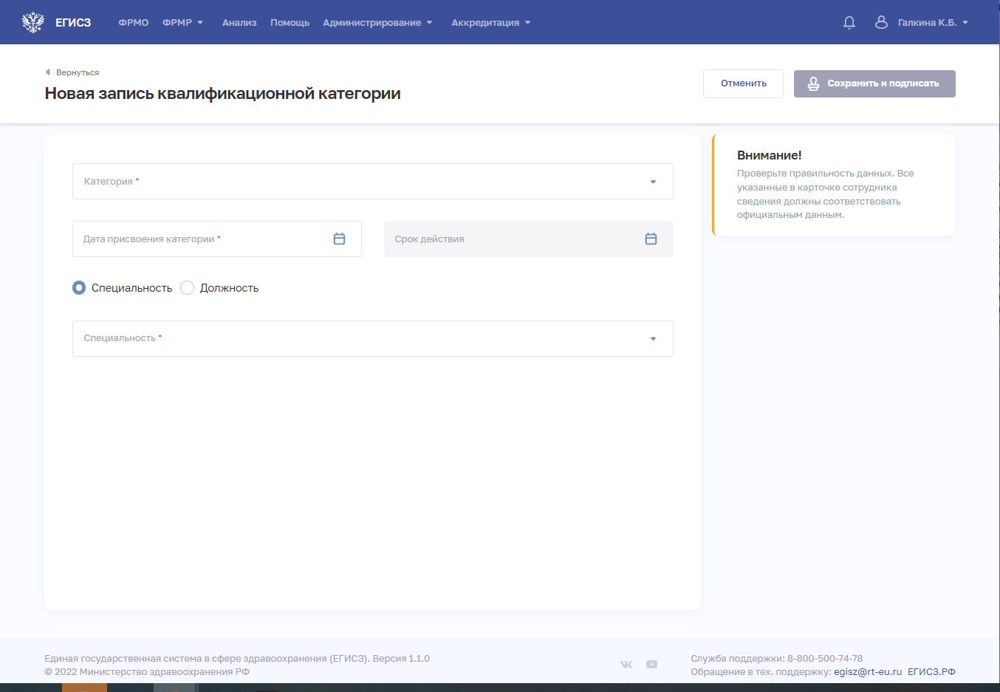 ЕГИСЗ ФРМО ФРМР Анализ Помощь Администрирование Аккредитация Галкина К.Б.
Вернуться
Новая запись квалификационной категории
Отменить
Сохранить и подписать
Категория *
Дата присвоения категории *
Срок действия
Специальность Должность
Специальность *
Внимание!
Проверьте правильность данных. Все
указанные в карточке сотрудника
сведения должны соответствовать
официальным данным.
Единая государственная система в сфере здравоохранения (ЕГИСЗ). Версия 1.1.0
© 2022 Министерство здравоохранения РФ
Служба поддержки: 8-800-500-74-78
Обращение в тех. поддержку: egisz@rt-eu.ru ЕГИСЗ.РФ